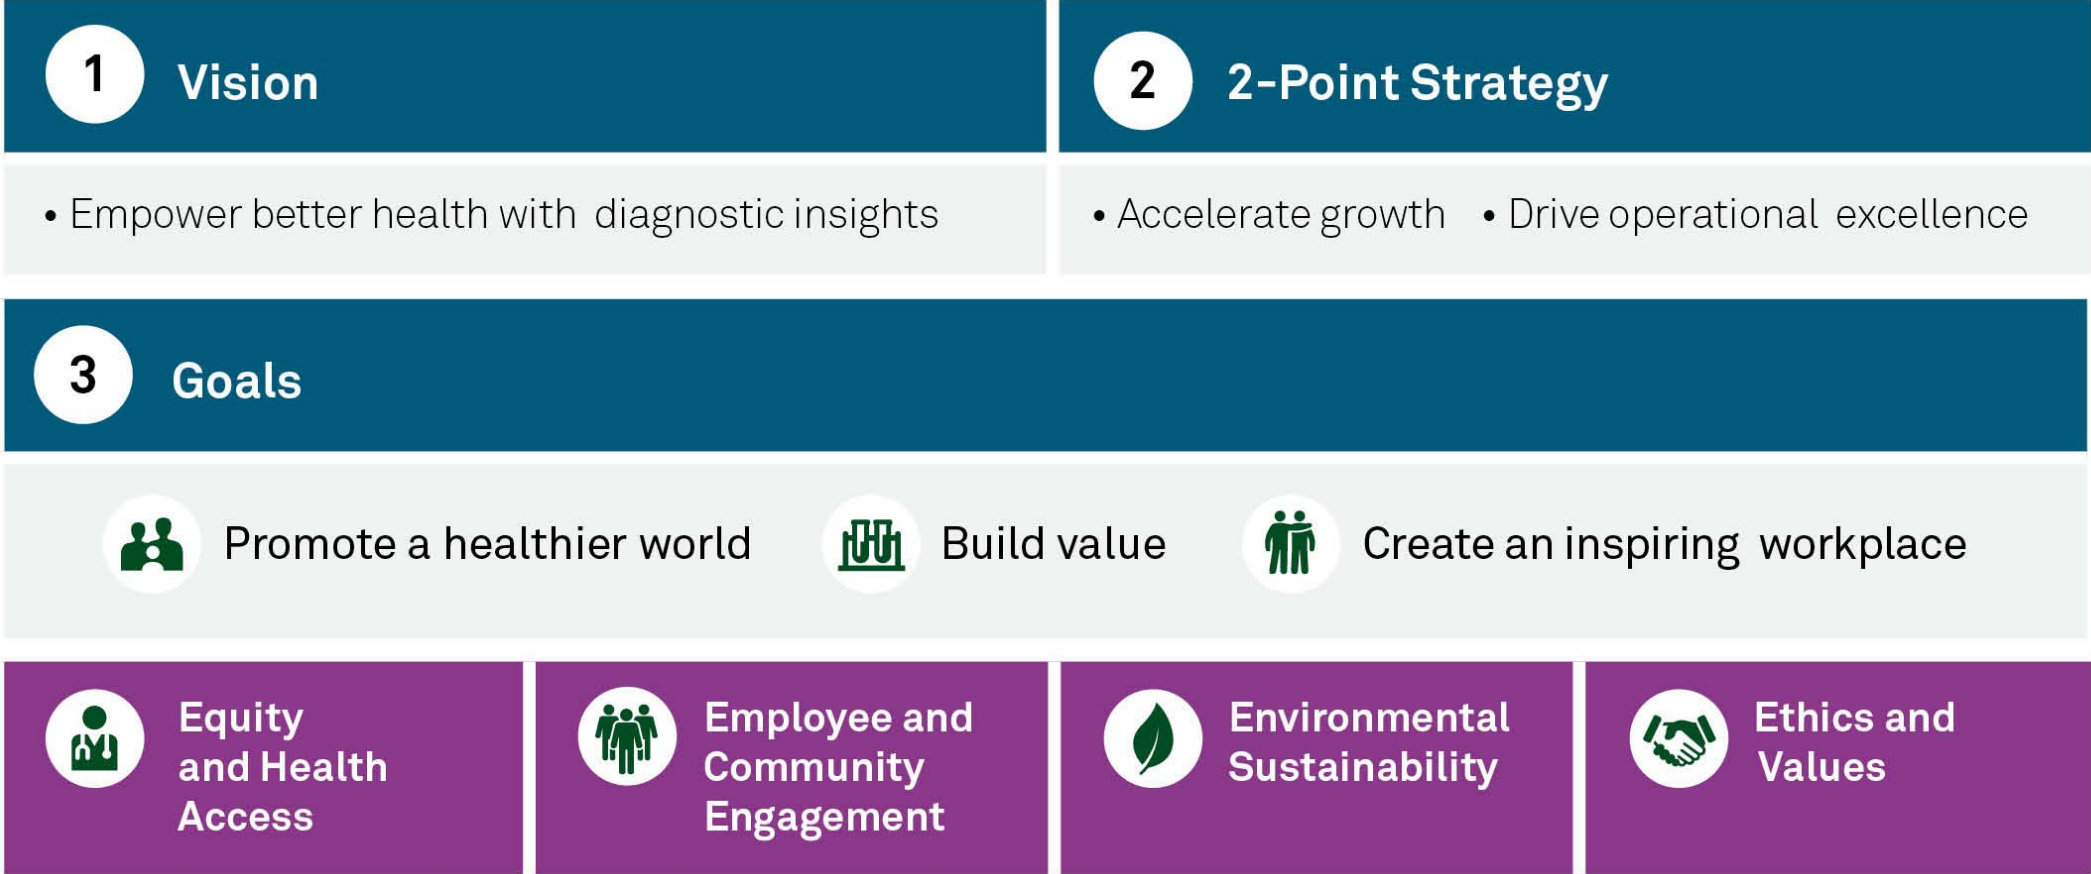 1 Vision
2 2-Point Strategy
• Empower better health with diagnostic insights
• Accelerate growth • Drive operational excellence
3 Goals
Promote a healthier world
Build value
Create an inspiring workplace
Equity
and Health
Access
Employee and
Community
Engagement
Environmental
Sustainability
Ethics and
Values